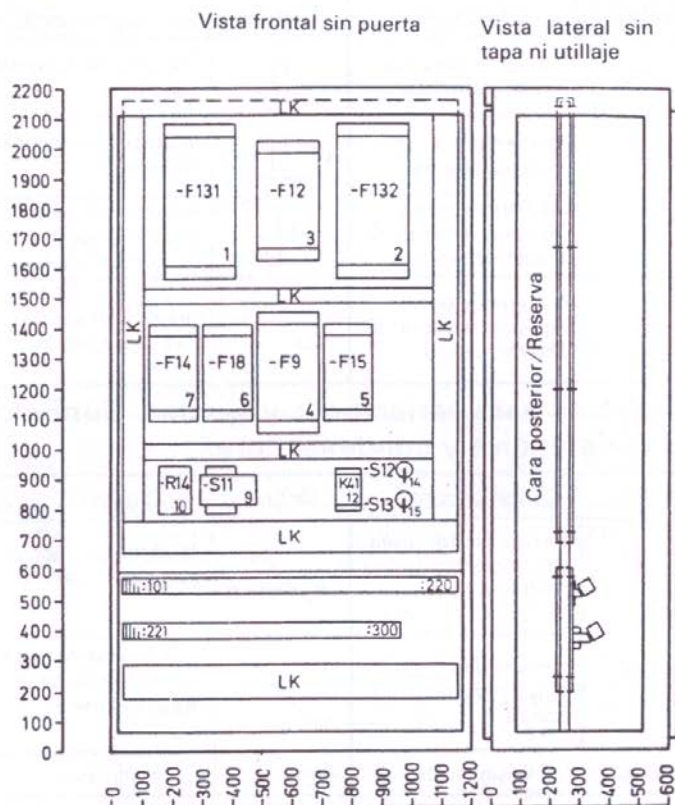 Vista frontal sin puerta
Vista lateral sin
tapa ni utillaje
2200
2100
2000
1900
1800
1700
1600
1500
1400
1300
1200
1100
1000
900
800
700
600
500
400
300
200
100
0
LK
-F131
1
-F12
3
-F132
2
LK
LK
LK
-F14
7
-F18
6
-F9
4
-F15
5
LK
-R14
10
-S11
9
K41
12
-S12
14
-S13
15
LK
:101
:220
:221
:300
LK
Cara posterior/Reserva
0
100
200
300
400
500
600
700
800
900
1000
1100
1200
0
100
200
300
400
500
600